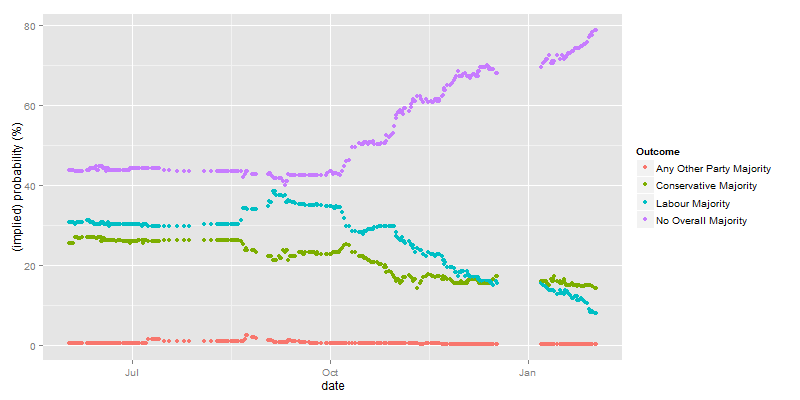 80
60
40
20
0
(implied) probability (%)
Jul
Oct
Jan
date
Outcome
Any Other Party Majority
Conservative Majority
Labour Majority
No Overall Majority